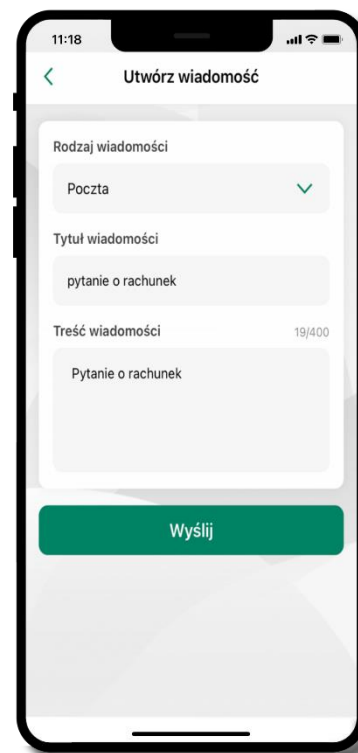 11:18
Utwórz wiadomość
Rodzaj wiadomości
Poczta
Tytuł wiadomości
pytanie o rachunek
Treść wiadomości 19/400
Pytanie o rachunek
Wyślij